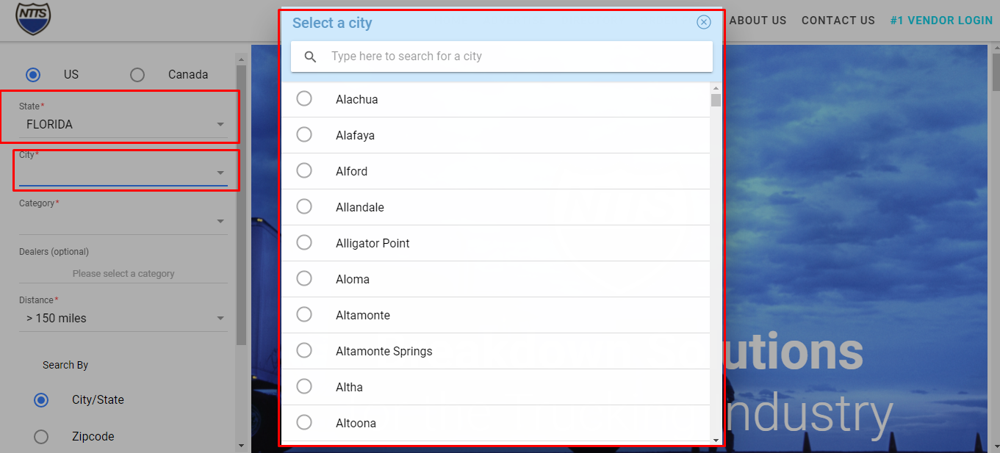 NTTS
ABOUT US CONTACT US #1 VENDOR LOGIN
US Canada
State*
FLORIDA
City*
Category*
Dealers (optional)
Please select a category
Distance*
> 150 miles
Search By
City/State
Zipcode
Select a city
Type here to search for a city
Alachua
Alafaya
Alford
Allandale
Alligator Point
Aloma
Altamonte
Altamonte Springs
Altha
Altoona
utions
ndustry